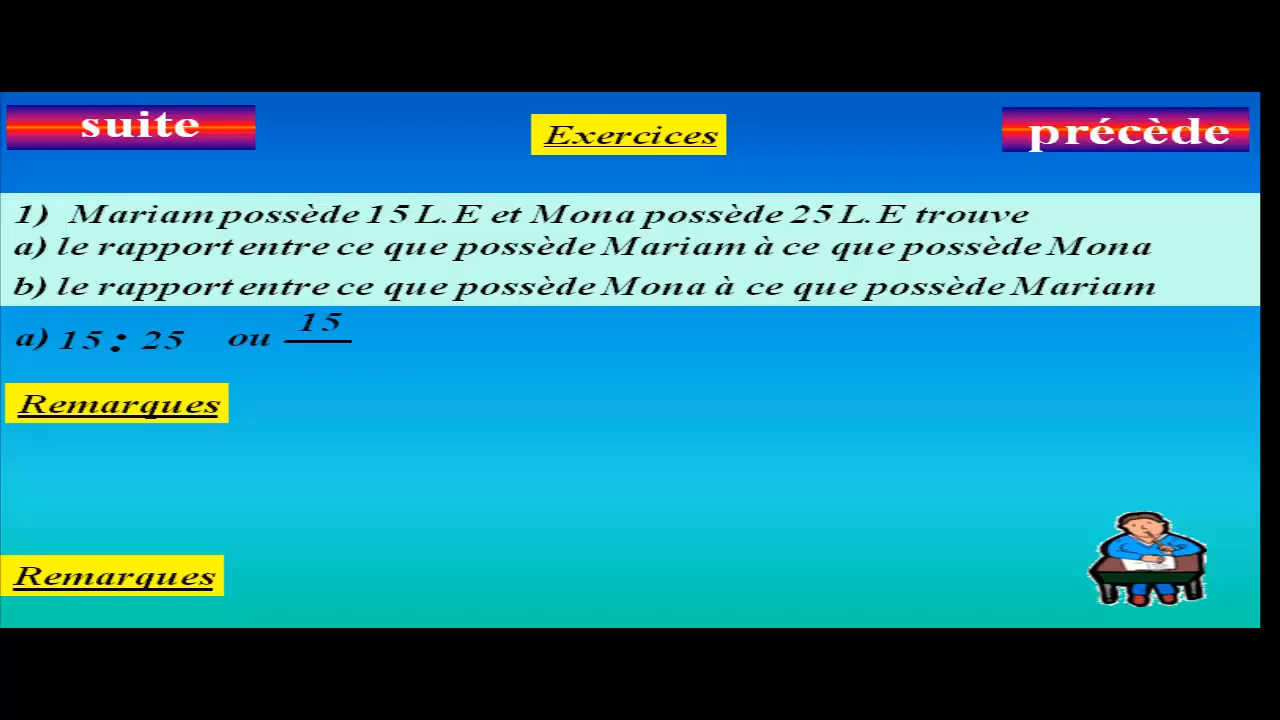 suite
Exercices
précède
1) Mariam possède 15 L.E et Mona possède 25 L.E trouve
a) le rapport entre ce que possède Mariam à ce que possède Mona
b) le rapport entre ce que possède Mona à ce que possède Mariam
a) 15 : 25 ou 15
Remarques
Remarques